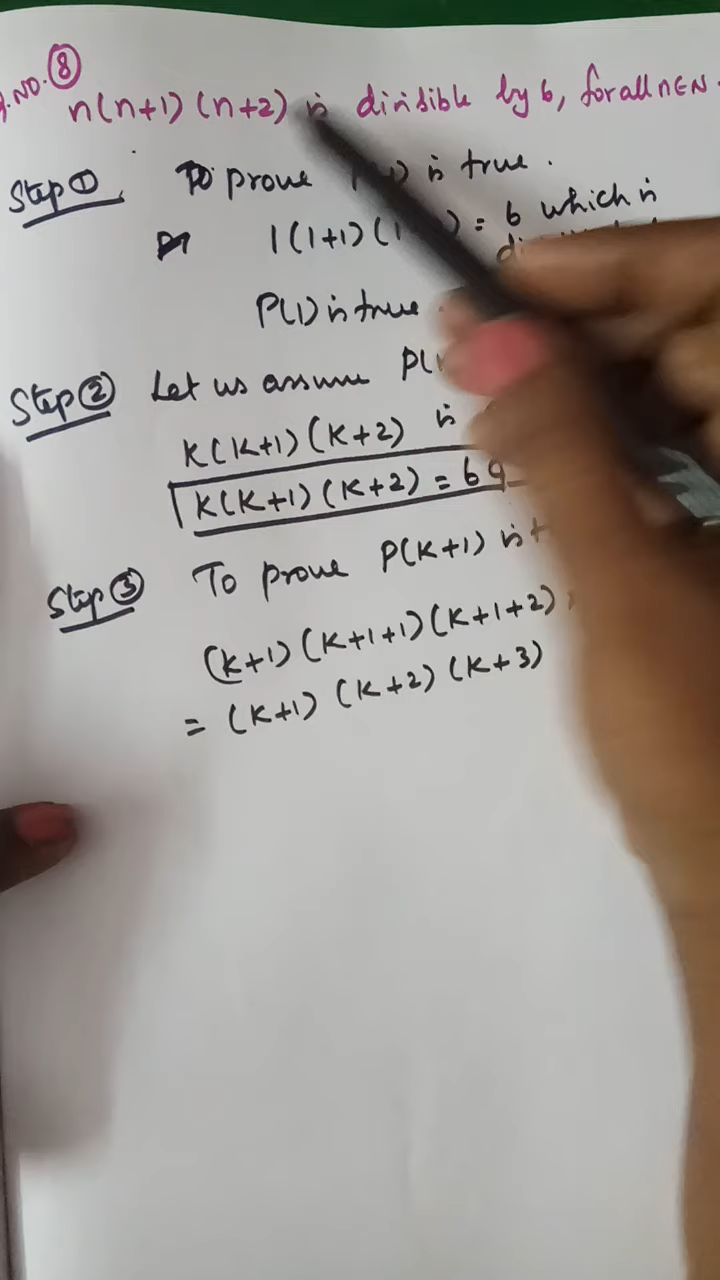 .NO. ⑧
n(n+1) (n+2) is divisible by 6, for all n∈N
Step ① To prove is true.
1(1+1)(1 ) = 6 which is
P(1) is true
Step ② Let us assume P(
K(K+1) (K+2) is
K(K+1) (K+2) = 6q
Step ③ To prove P(K+1) is t
(K+1) (K+1+1) (K+1+2)
= (K+1) (K+2) (K+3)